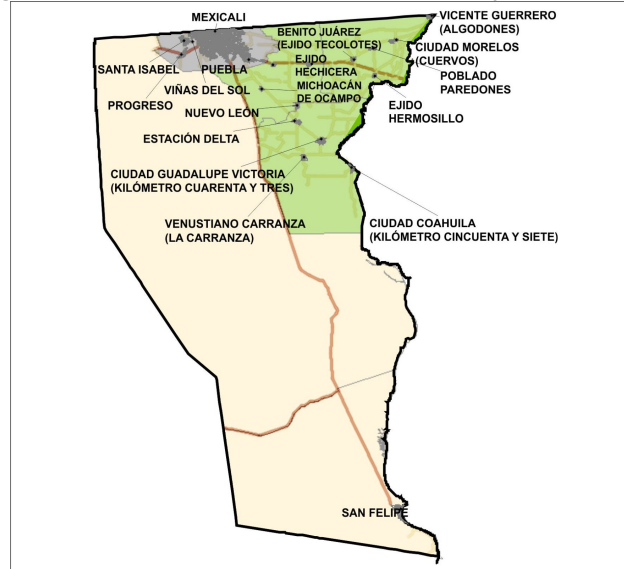 MEXICALI
VICENTE GUERRERO
(ALGODONES)
BENITO JUÁREZ
(EJIDO TECOLOTES)
CIUDAD MORELOS
(CUERVOS)
SANTA ISABEL
PUEBLA
EJIDO
HECHICERA
POBLADO
PAREDONES
VIÑAS DEL SOL
MICHOACÁN
DE OCAMPO
PROGRESO
NUEVO LEÓN
EJIDO
HERMOSILLO
ESTACIÓN DELTA
CIUDAD GUADALUPE VICTORIA
(KILÓMETRO CUARENTA Y TRES)
VENUSTIANO CARRANZA
(LA CARRANZA)
CIUDAD COAHUILA
(KILÓMETRO CINCUENTA Y SIETE)
SAN FELIPE